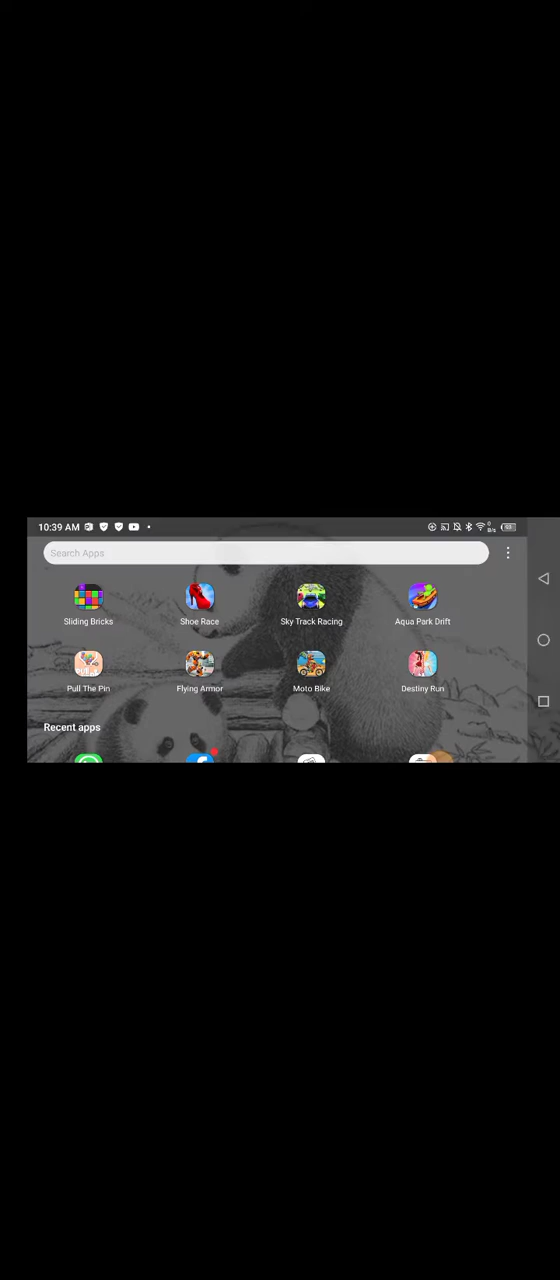 10:39 AM
0
B/s
Search Apps
Sliding Bricks
Shoe Race
Sky Track Racing
Aqua Park Drift
Pull The Pin
Flying Armor
Moto Bike
Destiny Run
Recent apps